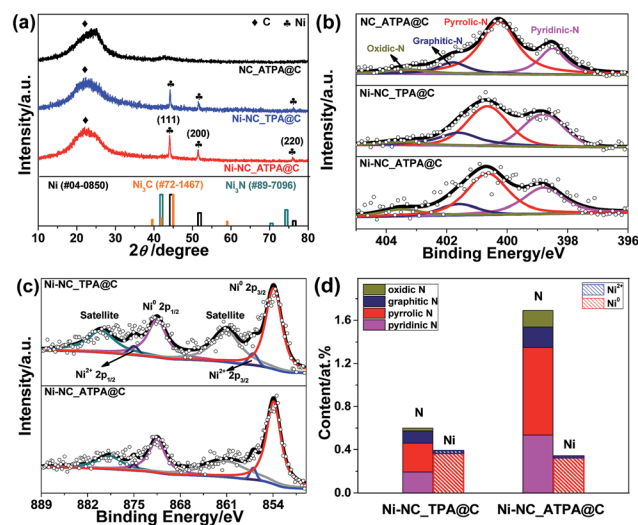 (a)
♦ C ♣ Ni
NC_ATPA@C
Ni-NC_TPA@C
(111)
(200)
(220)
Ni-NC_ATPA@C
Ni (#04-0850) Ni₃C (#72-1467) Ni₃N (#89-7096)
10 20 30 40 50 60 70 80
2θ /degree
Intensity/a.u.
(b)
NC_ATPA@C
Pyrrolic-N
Graphitic-N
Pyridinic-N
Oxidic-N
Ni-NC_TPA@C
Ni-NC_ATPA@C
405 402 399 396
Binding Energy/eV
Intensity/a.u.
(c)
Ni-NC_TPA@C
Ni⁰ 2p₃/₂
Ni⁰ 2p₁/₂
Satellite
Satellite
Ni²⁺ 2p₁/₂
Ni²⁺ 2p₃/₂
Ni-NC_ATPA@C
889 882 875 868 861 854
Binding Energy/eV
Intensity/a.u.
(d)
oxidic N
graphitic N
pyrrolic N
pyridinic N
Ni²⁺
Ni⁰
N
N
Ni
Ni
1.6
1.2
0.8
0.4
0.0
Ni-NC_TPA@C Ni-NC_ATPA@C
Content/at.%